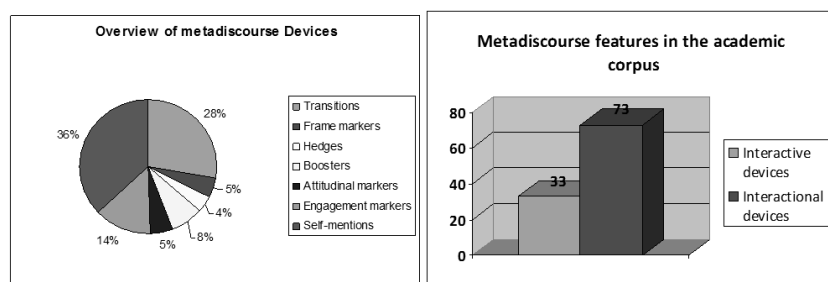 Overview of metadiscourse Devices
28%
5%
4%
8%
5%
14%
36%
Transitions
Frame markers
Hedges
Boosters
Attitudinal markers
Engagement markers
Self-mentions
Metadiscourse features in the academic
corpus
80
60
40
20
0
33
73
Interactive
devices
Interactional
devices